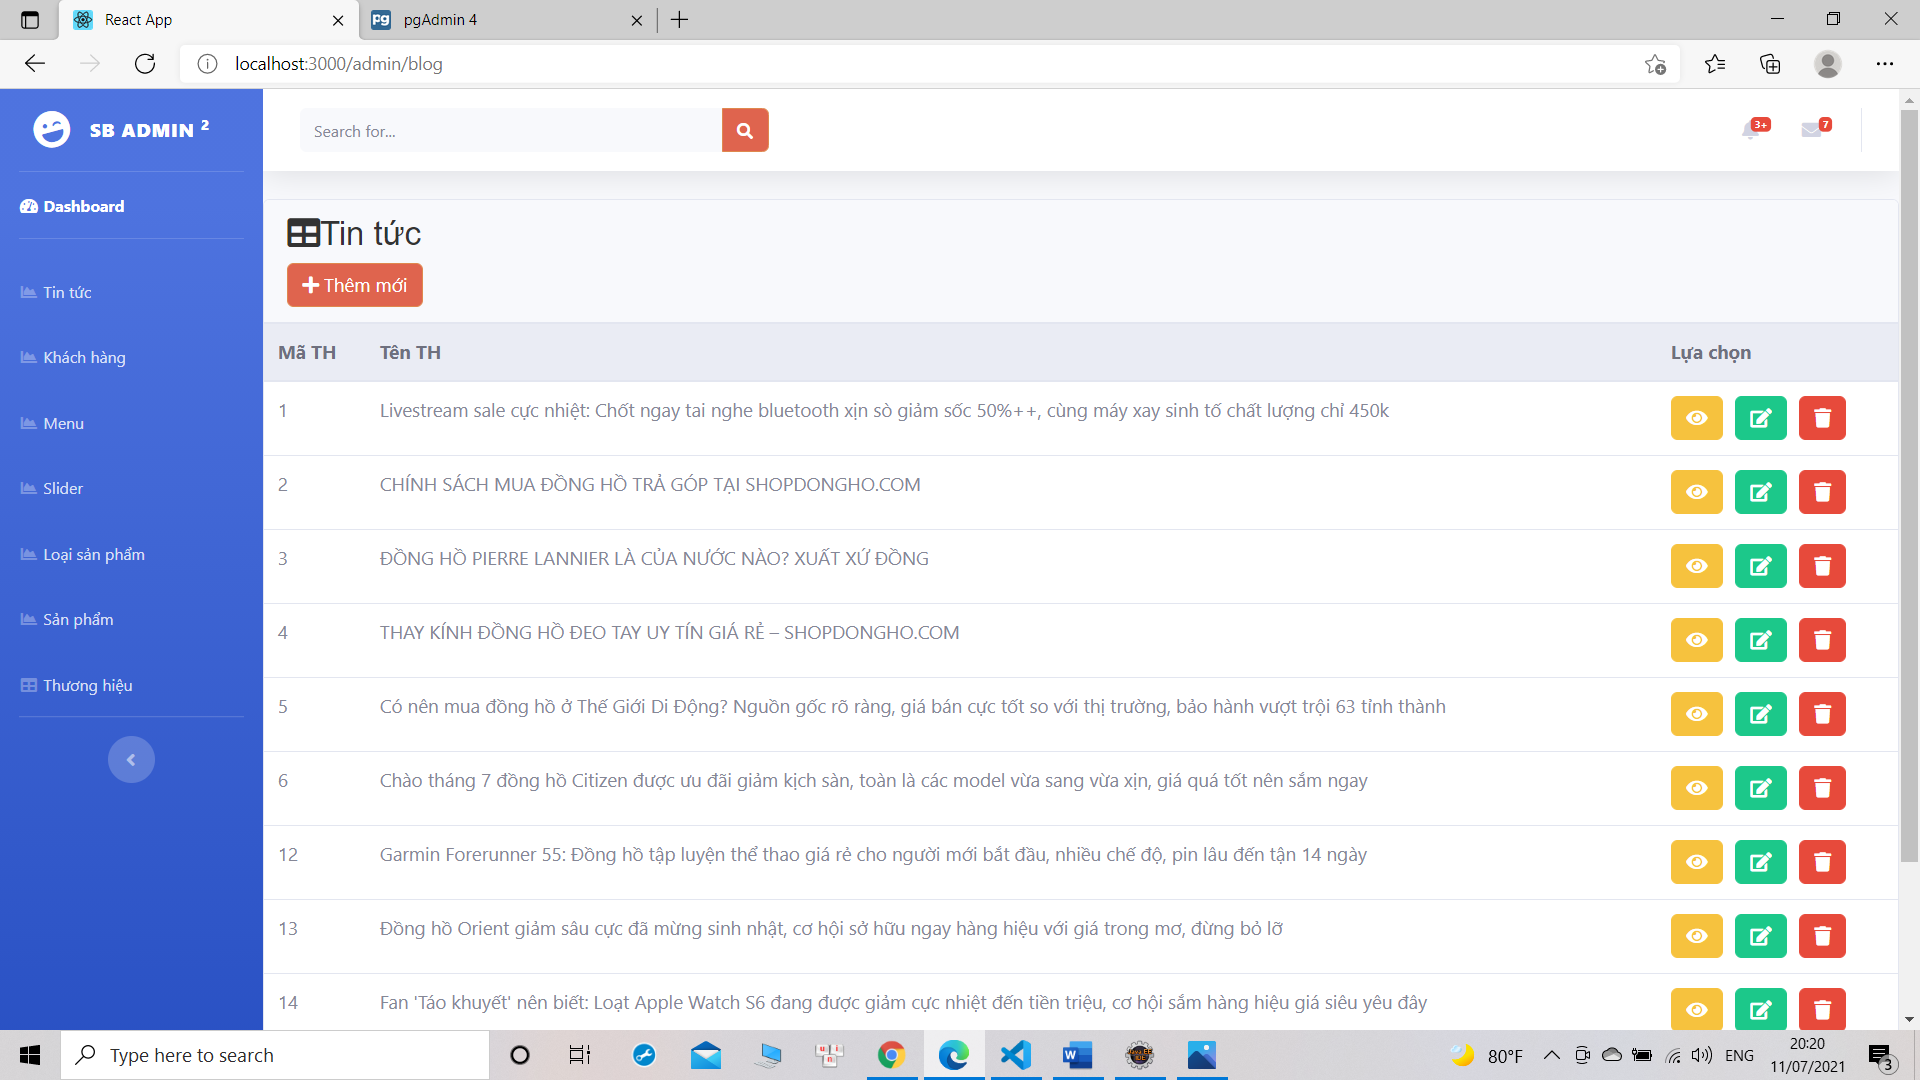 React App
pgAdmin 4
localhost:3000/admin/blog
SB ADMIN 2
Search for...
3+
7
Dashboard
Tin tức
Khách hàng
Menu
Slider
Loại sản phẩm
Sản phẩm
Thương hiệu
Tin tức
Thêm mới
Mã TH Tên TH Lựa chọn
1 Livestream sale cực nhiệt: Chốt ngay tai nghe bluetooth xịn sò giảm sốc 50%++, cùng máy xay sinh tố chất lượng chỉ 450k
2 CHÍNH SÁCH MUA ĐỒNG HỒ TRẢ GÓP TẠI SHOPDONGHO.COM
3 ĐỒNG HỒ PIERRE LANNIER LÀ CỦA NƯỚC NÀO? XUẤT XỨ ĐỒNG
4 THAY KÍNH ĐỒNG HỒ ĐEO TAY UY TÍN GIÁ RẺ – SHOPDONGHO.COM
5 Có nên mua đồng hồ ở Thế Giới Di Động? Nguồn gốc rõ ràng, giá bán cực tốt so với thị trường, bảo hành vượt trội 63 tỉnh thành
6 Chào tháng 7 đồng hồ Citizen được ưu đãi giảm kịch sàn, toàn là các model vừa sang vừa xịn, giá quá tốt nên sắm ngay
12 Garmin Forerunner 55: Đồng hồ tập luyện thể thao giá rẻ cho người mới bắt đầu, nhiều chế độ, pin lâu đến tận 14 ngày
13 Đồng hồ Orient giảm sâu cực đã mừng sinh nhật, cơ hội sở hữu ngay hàng hiệu với giá trong mơ, đừng bỏ lỡ
14 Fan 'Táo khuyết' nên biết: Loạt Apple Watch S6 đang được giảm cực nhiệt đến tiền triệu, cơ hội sắm hàng hiệu giá siêu yêu đây
Type here to search
80°F
ENG
20:20
11/07/2021
3